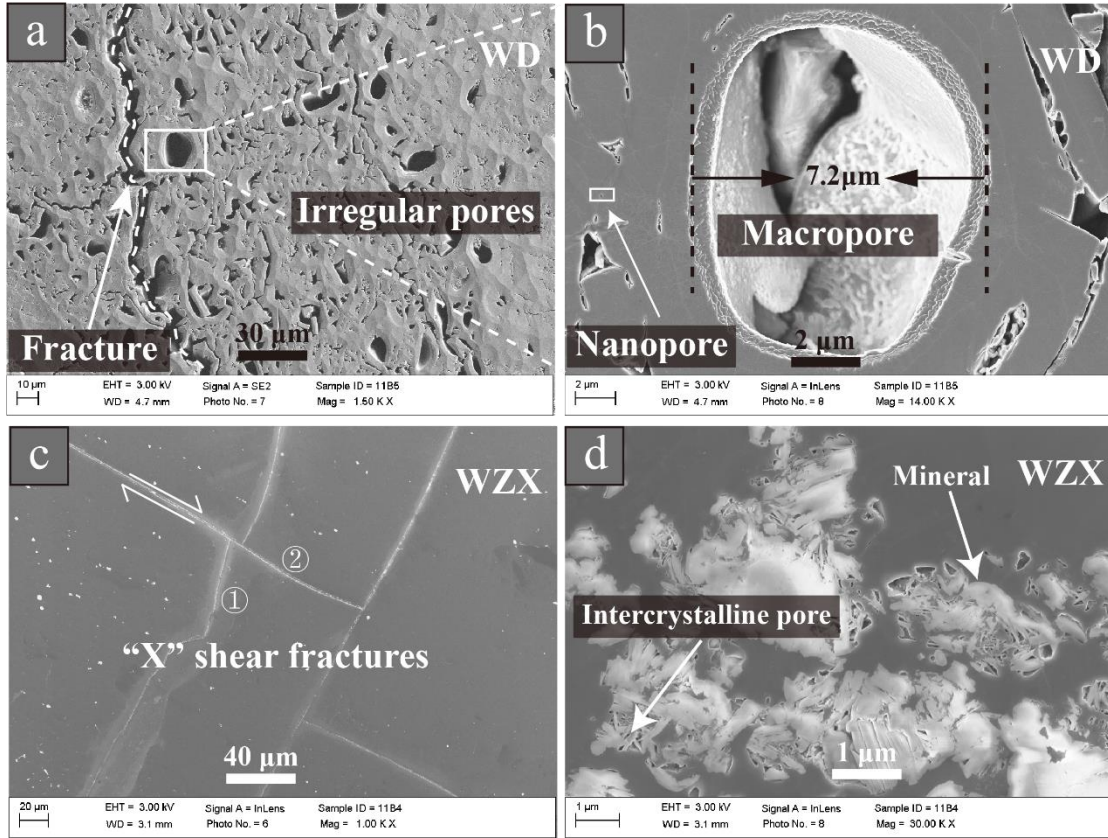 a
WD
Irregular pores
Fracture
30 μm
10 μm
EHT = 3.00 kV
Signal A = SE2
Sample ID = 11B5
WD = 4.7 mm
Photo No. = 7
Mag = 1.50 K X
b
WD
7.2μm
Macropore
Nanopore
2 μm
2 μm
EHT = 3.00 kV
Signal A = InLens
Sample ID = 11B5
WD = 4.7 mm
Photo No. = 8
Mag = 14.00 K X
c
WZX
②
①
“X” shear fractures
40 μm
20 μm
EHT = 3.00 kV
Signal A = InLens
Sample ID = 11B4
WD = 3.1 mm
Photo No. = 6
Mag = 1.00 K X
d
WZX
Mineral
Intercrystalline pore
1 μm
1 μm
EHT = 3.00 kV
Signal A = InLens
Sample ID = 11B4
WD = 3.1 mm
Photo No. = 8
Mag = 30.00 K X